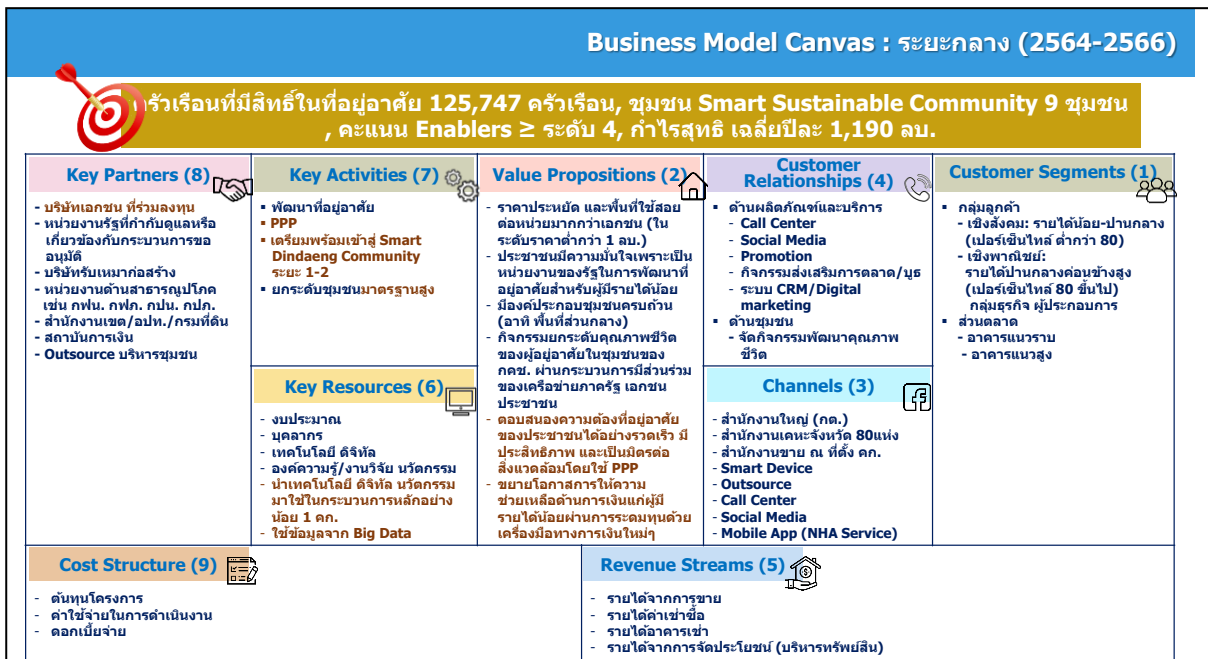 Business Model Canvas : ระยะกลาง (2564-2566)
ครัวเรือนที่มีสิทธิ์ในที่อยู่อาศัย 125,747 ครัวเรือน, ชุมชน Smart Sustainable Community 9 ชุมชน
, คะแนน Enablers ≥ ระดับ 4, กำไรสุทธิ เฉลี่ยปีละ 1,190 ลบ.
Key Partners (8)
- บริษัทเอกชน ที่ร่วมลงทุน
- หน่วยงานรัฐที่กำกับดูแลหรือ
เกี่ยวข้องกับกระบวนการขอ
อนุมัติ
- บริษัทรับเหมาก่อสร้าง
- หน่วยงานด้านสาธารณูปโภค
เช่น กฟน. กฟภ. กปน. กปภ.
- สำนักงานเขต/อปท./กรมที่ดิน
- สถาบันการเงิน
- Outsource บริหารชุมชน
Key Activities (7)
▪ พัฒนาที่อยู่อาศัย
▪ PPP
▪ เตรียมพร้อมเข้าสู่ Smart
Dindaeng Community
ระยะ 1-2
▪ ยกระดับชุมชนมาตรฐานสูง
Key Resources (6)
- งบประมาณ
- บุคลากร
- เทคโนโลยี ดิจิทัล
- องค์ความรู้/งานวิจัย นวัตกรรม
- นำเทคโนโลยี ดิจิทัล นวัตกรรม
มาใช้ในกระบวนการหลักอย่าง
น้อย 1 คก.
- ใช้ข้อมูลจาก Big Data
Value Propositions (2)
- ราคาประหยัด และพื้นที่ใช้สอย
ต่อหน่วยมากกว่าเอกชน (ใน
ระดับราคาต่ำกว่า 1 ลบ.)
- ประชาชนมีความมั่นใจเพราะเป็น
หน่วยงานของรัฐในการพัฒนาที่
อยู่อาศัยสำหรับผู้มีรายได้น้อย
- มีองค์ประกอบชุมชนครบถ้วน
(อาทิ พื้นที่ส่วนกลาง)
- กิจกรรมยกระดับคุณภาพชีวิต
ของผู้อยู่อาศัยในชุมชนของ
กคช. ผ่านกระบวนการมีส่วนร่วม
ของเครือข่ายภาครัฐ เอกชน
ประชาชน
- ตอบสนองความต้องที่อยู่อาศัย
ของประชาชนได้อย่างรวดเร็ว มี
ประสิทธิภาพ และเป็นมิตรต่อ
สิ่งแวดล้อมโดยใช้ PPP
- ขยายโอกาสการให้ความ
ช่วยเหลือด้านการเงินแก่ผู้มี
รายได้น้อยผ่านการระดมทุนด้วย
เครื่องมือทางการเงินใหม่ๆ
Customer
Relationships (4)
▪ ด้านผลิตภัณฑ์และบริการ
- Call Center
- Social Media
- Promotion
- กิจกรรมส่งเสริมการตลาด/บูธ
- ระบบ CRM/Digital
marketing
▪ ด้านชุมชน
- จัดกิจกรรมพัฒนาคุณภาพ
ชีวิต
Channels (3)
- สำนักงานใหญ่ (กต.)
- สำนักงานเคหะจังหวัด 80แห่ง
- สำนักงานขาย ณ ที่ตั้ง คก.
- Smart Device
- Outsource
- Call Center
- Social Media
- Mobile App (NHA Service)
Customer Segments (1)
▪ กลุ่มลูกค้า
- เชิงสังคม: รายได้น้อย-ปานกลาง
(เปอร์เซ็นไทล์ ต่ำกว่า 80)
- เชิงพาณิชย์:
รายได้ปานกลางค่อนข้างสูง
(เปอร์เซ็นไทล์ 80 ขึ้นไป)
กลุ่มธุรกิจ ผู้ประกอบการ
▪ ส่วนตลาด
- อาคารแนวราบ
- อาคารแนวสูง
Cost Structure (9)
- ต้นทุนโครงการ
- ค่าใช้จ่ายในการดำเนินงาน
- ดอกเบี้ยจ่าย
Revenue Streams (5)
- รายได้จากการขาย
- รายได้ค่าเช่าซื้อ
- รายได้อาคารเช่า
- รายได้จากการจัดประโยชน์ (บริหารทรัพย์สิน)